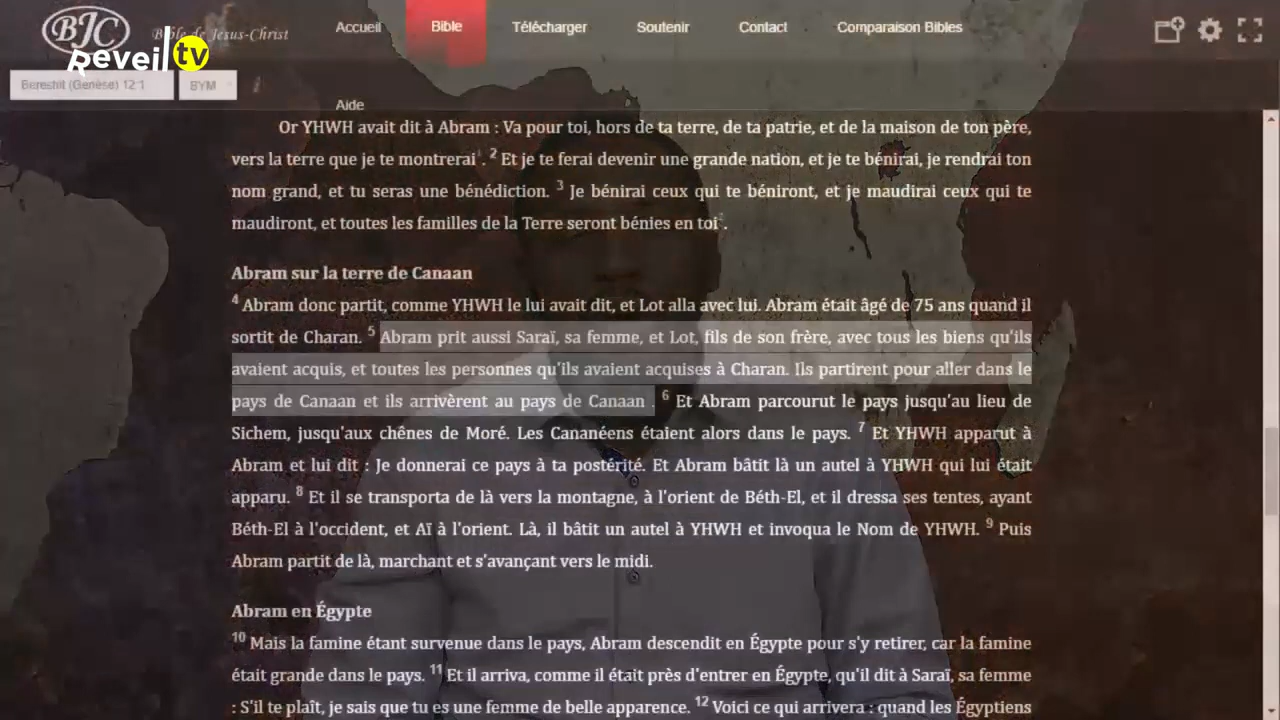 Accueil Bible Télécharger Soutenir Contact Comparaison Bibles
BJC Bible de Jésus-Christ
Réveil tv
Bereshit (Genèse) 12:1 BYM i
Aide
Or YHWH avait dit à Abram : Va pour toi, hors de ta terre, de ta patrie, et de la maison de ton père,
vers la terre que je te montrerai . 2 Et je te ferai devenir une grande nation, et je te bénirai, je rendrai ton
nom grand, et tu seras une bénédiction. 3 Je bénirai ceux qui te béniront, et je maudirai ceux qui te
maudiront, et toutes les familles de la Terre seront bénies en toi .
Abram sur la terre de Canaan
4 Abram donc partit, comme YHWH le lui avait dit, et Lot alla avec lui. Abram était âgé de 75 ans quand il
sortit de Charan. 5 Abram prit aussi Saraï, sa femme, et Lot, fils de son frère, avec tous les biens qu'ils
avaient acquis, et toutes les personnes qu'ils avaient acquises à Charan. Ils partirent pour aller dans le
pays de Canaan et ils arrivèrent au pays de Canaan . 6 Et Abram parcourut le pays jusqu'au lieu de
Sichem, jusqu'aux chênes de Moré. Les Cananéens étaient alors dans le pays. 7 Et YHWH apparut à
Abram et lui dit : Je donnerai ce pays à ta postérité. Et Abram bâtit là un autel à YHWH qui lui était
apparu. 8 Et il se transporta de là vers la montagne, à l'orient de Béth-El, et il dressa ses tentes, ayant
Béth-El à l'occident, et Aï à l'orient. Là, il bâtit un autel à YHWH et invoqua le Nom de YHWH. 9 Puis
Abram partit de là, marchant et s'avançant vers le midi.
Abram en Égypte
10 Mais la famine étant survenue dans le pays, Abram descendit en Égypte pour s'y retirer, car la famine
était grande dans le pays. 11 Et il arriva, comme il était près d'entrer en Égypte, qu'il dit à Saraï, sa femme
: S'il te plaît, je sais que tu es une femme de belle apparence. 12 Voici ce qui arrivera : quand les Égyptiens